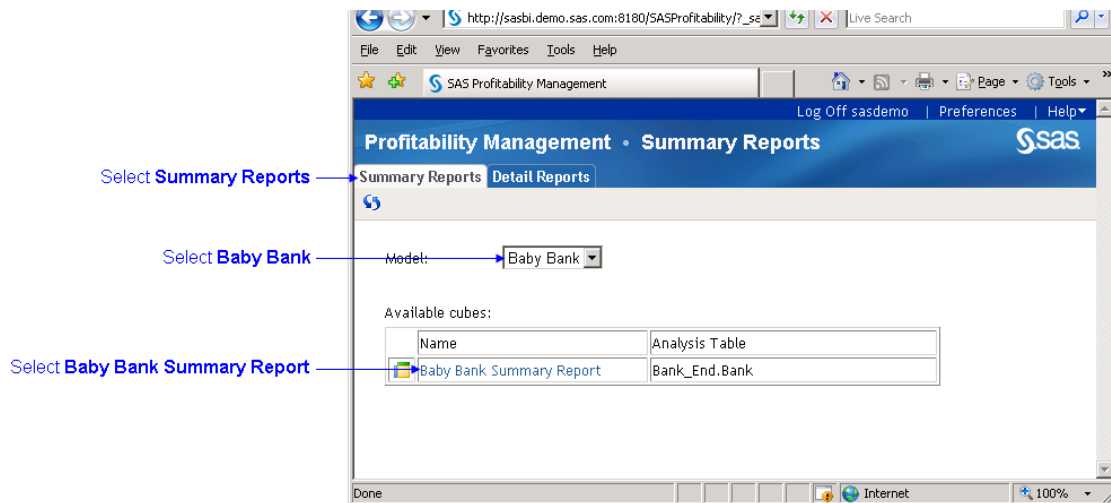 http://sasbi.demo.sas.com:8180/SASProfitability/?_sa
Live Search
File Edit View Favorites Tools Help
SAS Profitability Management
Page
Tools
»
Log Off sasdemo | Preferences | Help
Profitability Management • Summary Reports
sas
Select Summary Reports
Summary Reports
Detail Reports
Select Baby Bank
Model:
Baby Bank
Available cubes:
Name
Analysis Table
Select Baby Bank Summary Report
Baby Bank Summary Report
Bank_End.Bank
Done
Internet
100%